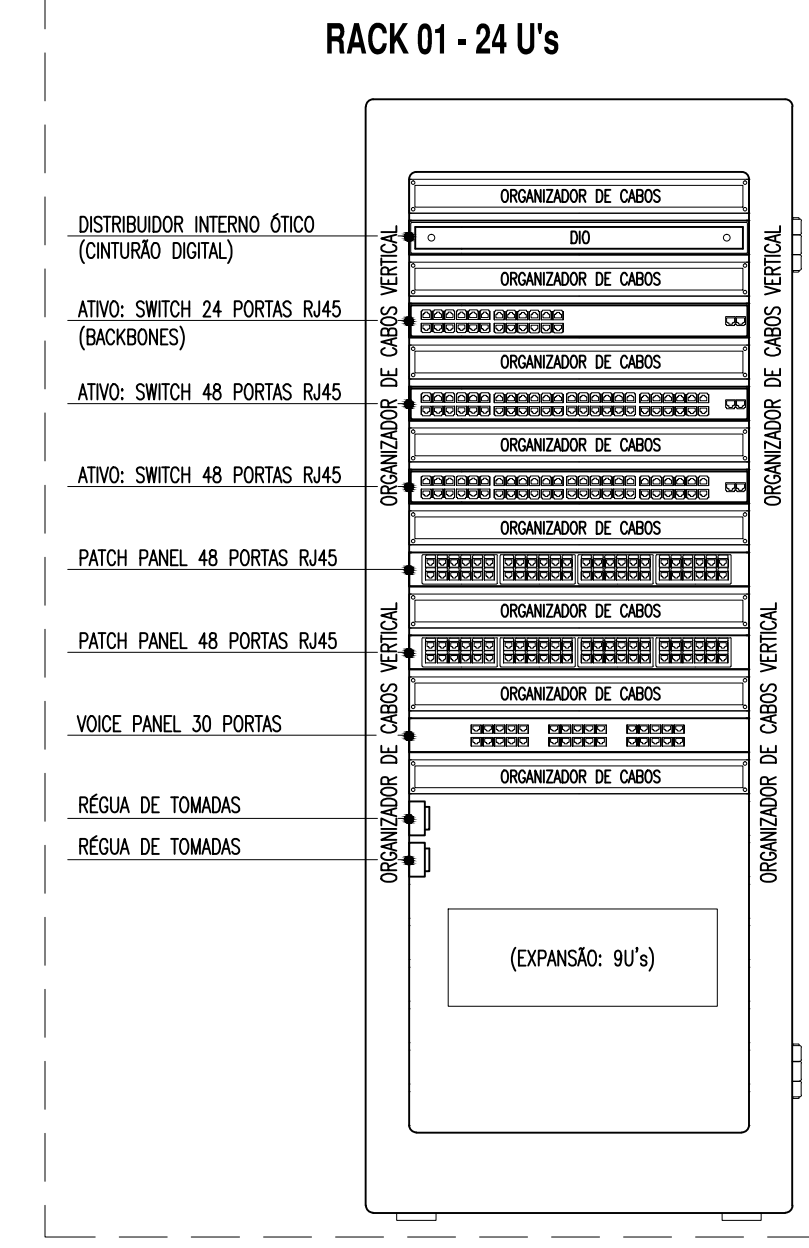 RACK 01 - 24 U's
ORGANIZADOR DE CABOS
DISTRIBUIDOR INTERNO ÓTICO
(CINTURÃO DIGITAL)
DIO
ORGANIZADOR DE CABOS
ATIVO: SWITCH 24 PORTAS RJ45
(BACKBONES)
ORGANIZADOR DE CABOS
ATIVO: SWITCH 48 PORTAS RJ45
ORGANIZADOR DE CABOS
ATIVO: SWITCH 48 PORTAS RJ45
ORGANIZADOR DE CABOS VERTICAL
ORGANIZADOR DE CABOS VERTICAL
ORGANIZADOR DE CABOS
PATCH PANEL 48 PORTAS RJ45
ORGANIZADOR DE CABOS
PATCH PANEL 48 PORTAS RJ45
ORGANIZADOR DE CABOS
VOICE PANEL 30 PORTAS
ORGANIZADOR DE CABOS
RÉGUA DE TOMADAS
RÉGUA DE TOMADAS
ORGANIZADOR DE CABOS VERTICAL
ORGANIZADOR DE CABOS VERTICAL
(EXPANSÃO: 9U's)